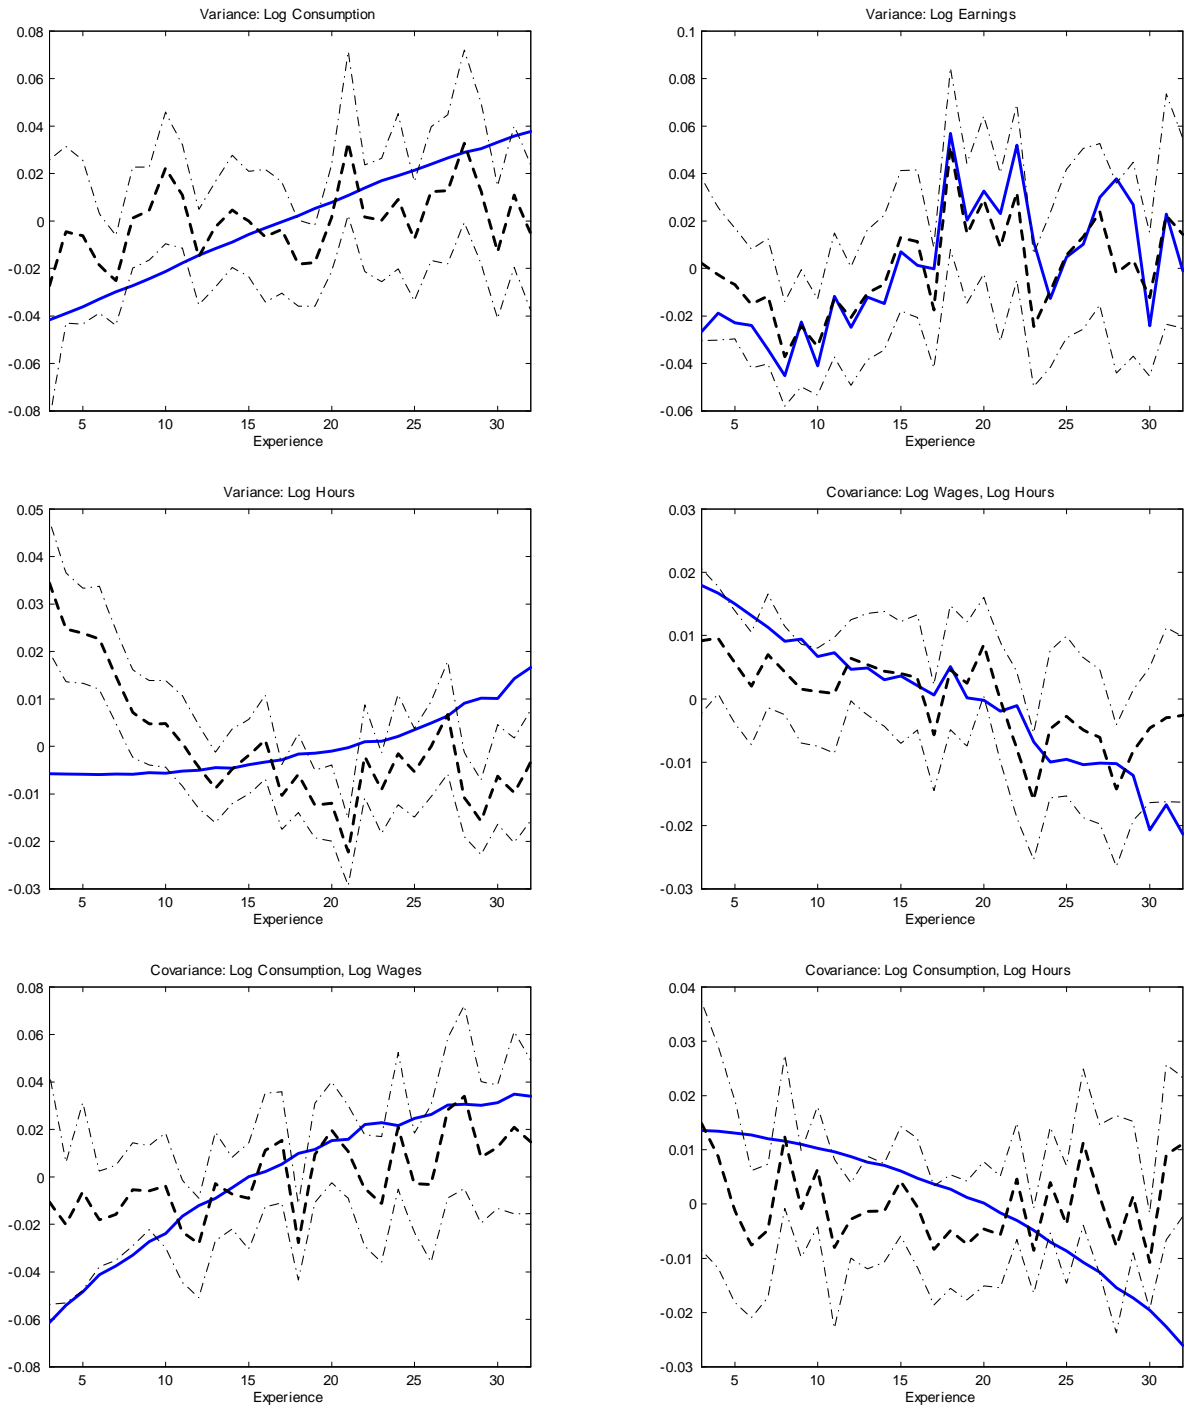 Variance: Log Consumption
0.08
0.06
0.04
0.02
0
-0.02
-0.04
-0.06
-0.08
5 10 15 20 25 30
Experience
Variance: Log Earnings
0.1
0.08
0.06
0.04
0.02
0
-0.02
-0.04
-0.06
5 10 15 20 25 30
Experience
Variance: Log Hours
0.05
0.04
0.03
0.02
0.01
0
-0.01
-0.02
-0.03
5 10 15 20 25 30
Experience
Covariance: Log Wages, Log Hours
0.03
0.02
0.01
0
-0.01
-0.02
-0.03
5 10 15 20 25 30
Experience
Covariance: Log Consumption, Log Wages
0.08
0.06
0.04
0.02
0
-0.02
-0.04
-0.06
-0.08
5 10 15 20 25 30
Experience
Covariance: Log Consumption, Log Hours
0.04
0.03
0.02
0.01
0
-0.01
-0.02
-0.03
5 10 15 20 25 30
Experience